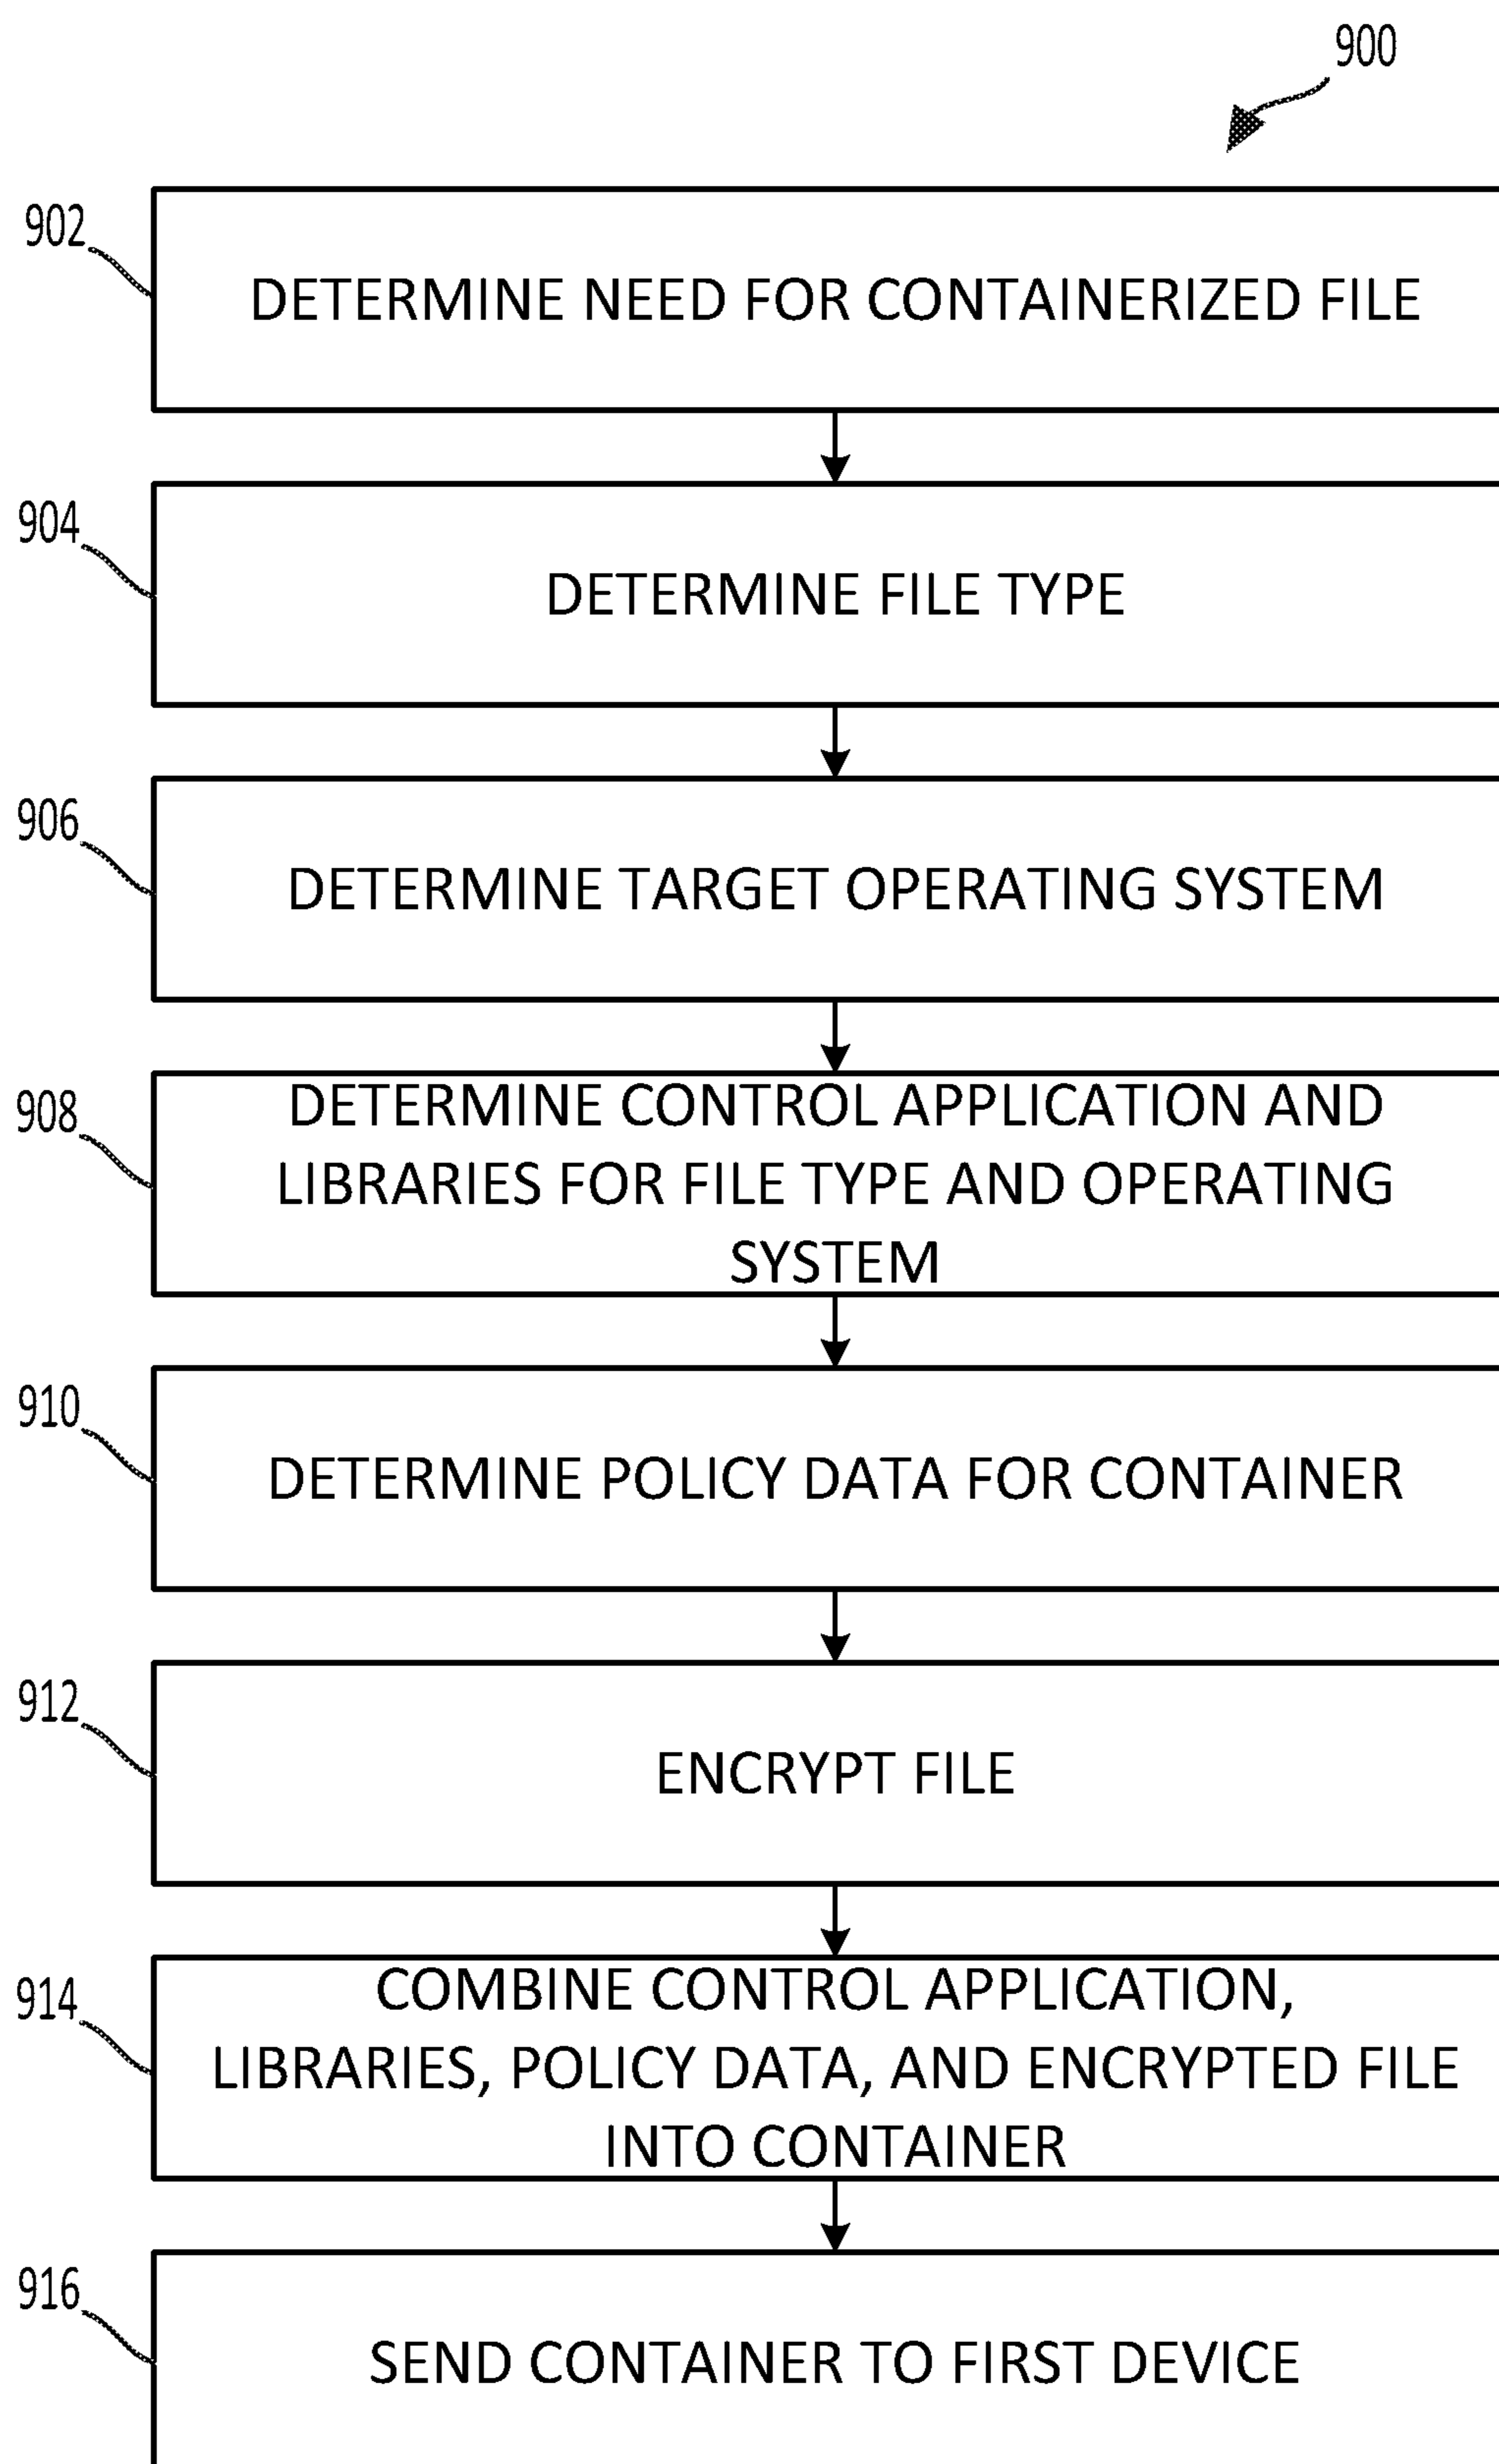 900
902
DETERMINE NEED FOR CONTAINERIZED FILE
904
DETERMINE FILE TYPE
906
DETERMINE TARGET OPERATING SYSTEM
908
DETERMINE CONTROL APPLICATION AND
LIBRARIES FOR FILE TYPE AND OPERATING
SYSTEM
910
DETERMINE POLICY DATA FOR CONTAINER
912
ENCRYPT FILE
914
COMBINE CONTROL APPLICATION,
LIBRARIES, POLICY DATA, AND ENCRYPTED FILE
INTO CONTAINER
916
SEND CONTAINER TO FIRST DEVICE